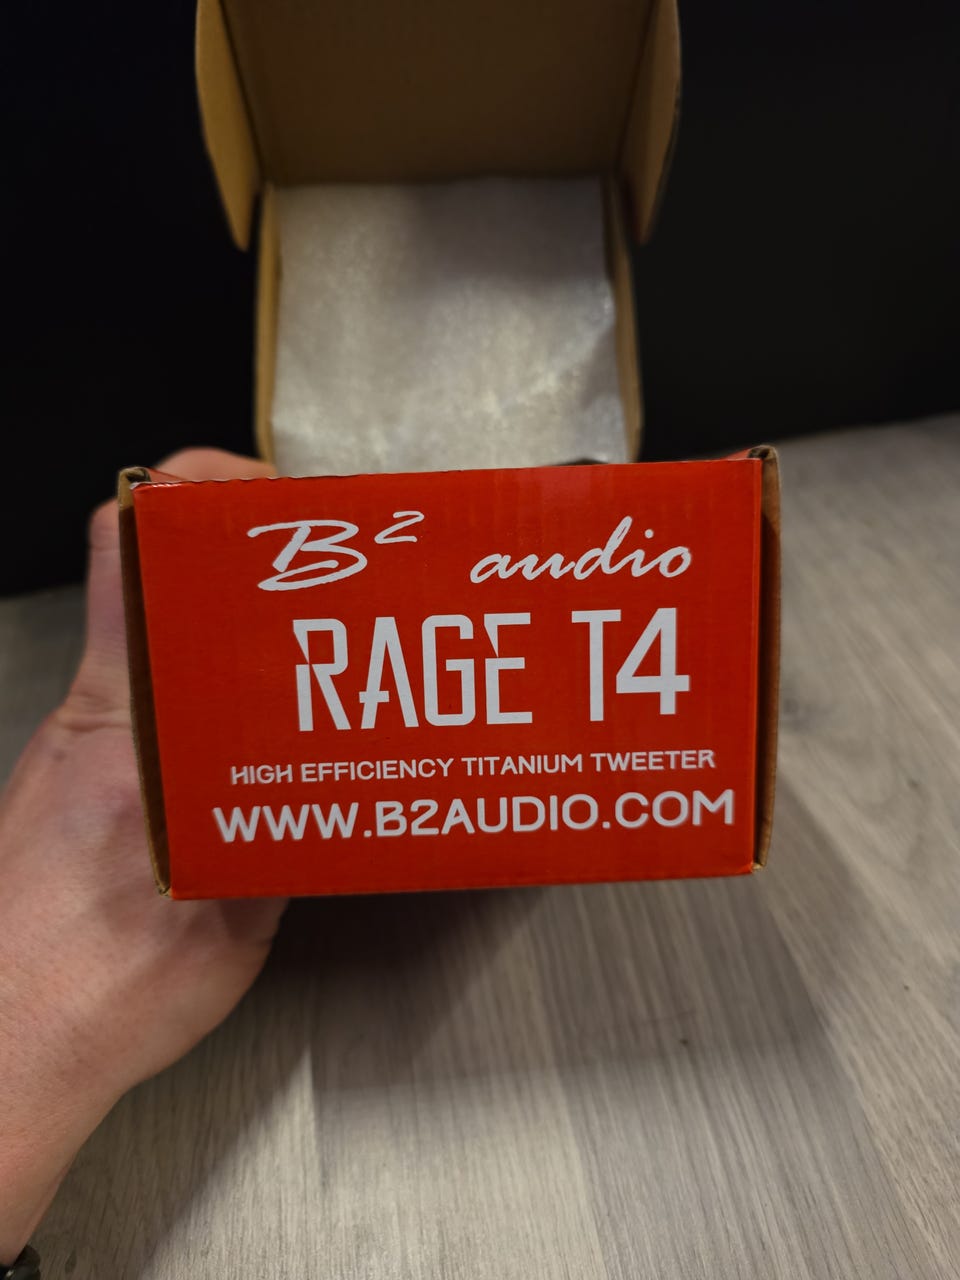 B² audio
RAGE T4
HIGH EFFICIENCY TITANIUM TWEETER
WWW.B2AUDIO.COM